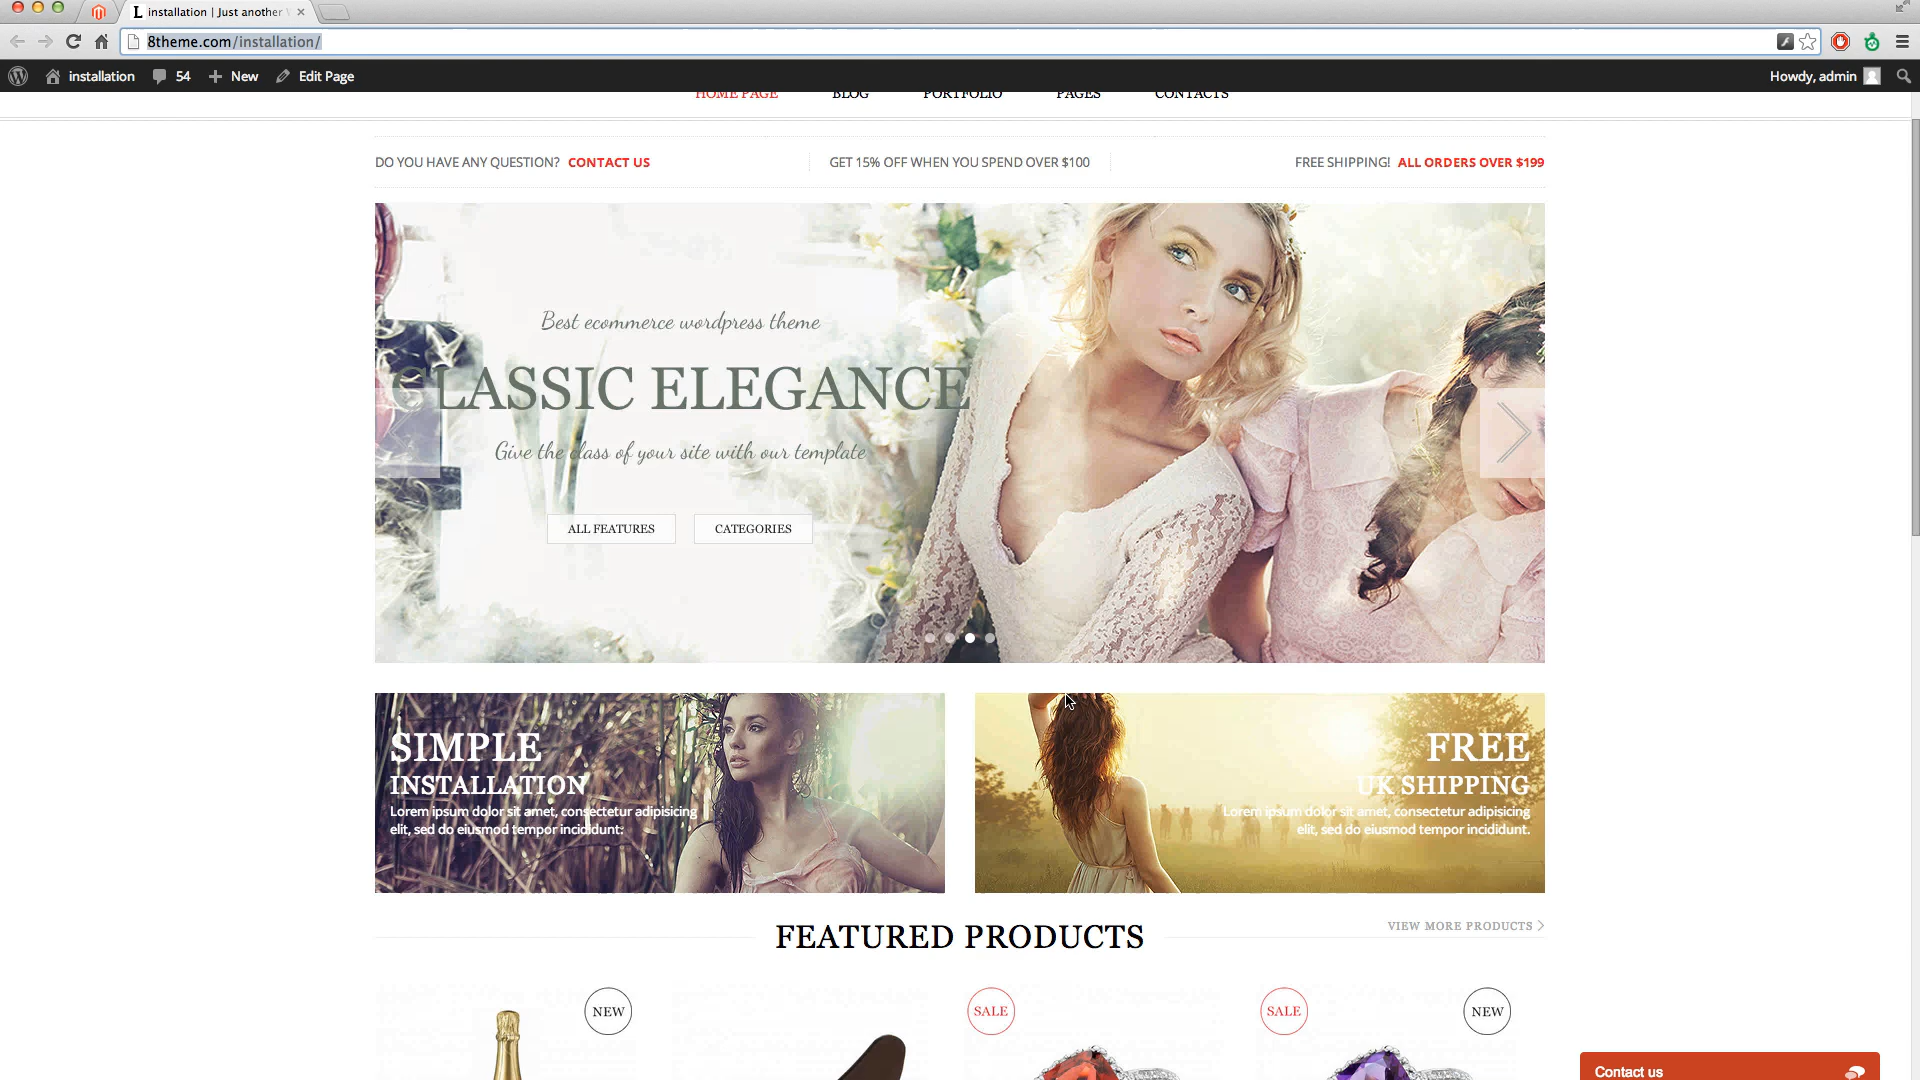 installation | Just another
8theme.com/installation/
installation 54 New Edit Page Howdy, admin
HOME PAGE BLOG PORTFOLIO PAGES CONTACTS
DO YOU HAVE ANY QUESTION? CONTACT US GET 15% OFF WHEN YOU SPEND OVER $100 FREE SHIPPING! ALL ORDERS OVER $199
Best ecommerce wordpress theme
CLASSIC ELEGANCE
Give the class of your site with our template
ALL FEATURES CATEGORIES
SIMPLE
INSTALLATION
Lorem ipsum dolor sit amet, consectetur adipisicing
elit, sed do eiusmod tempor incididunt.
FREE
UK SHIPPING
Lorem ipsum dolor sit amet, consectetur adipisicing
elit, sed do eiusmod tempor incididunt.
FEATURED PRODUCTS
VIEW MORE PRODUCTS
NEW SALE SALE NEW
Contact us